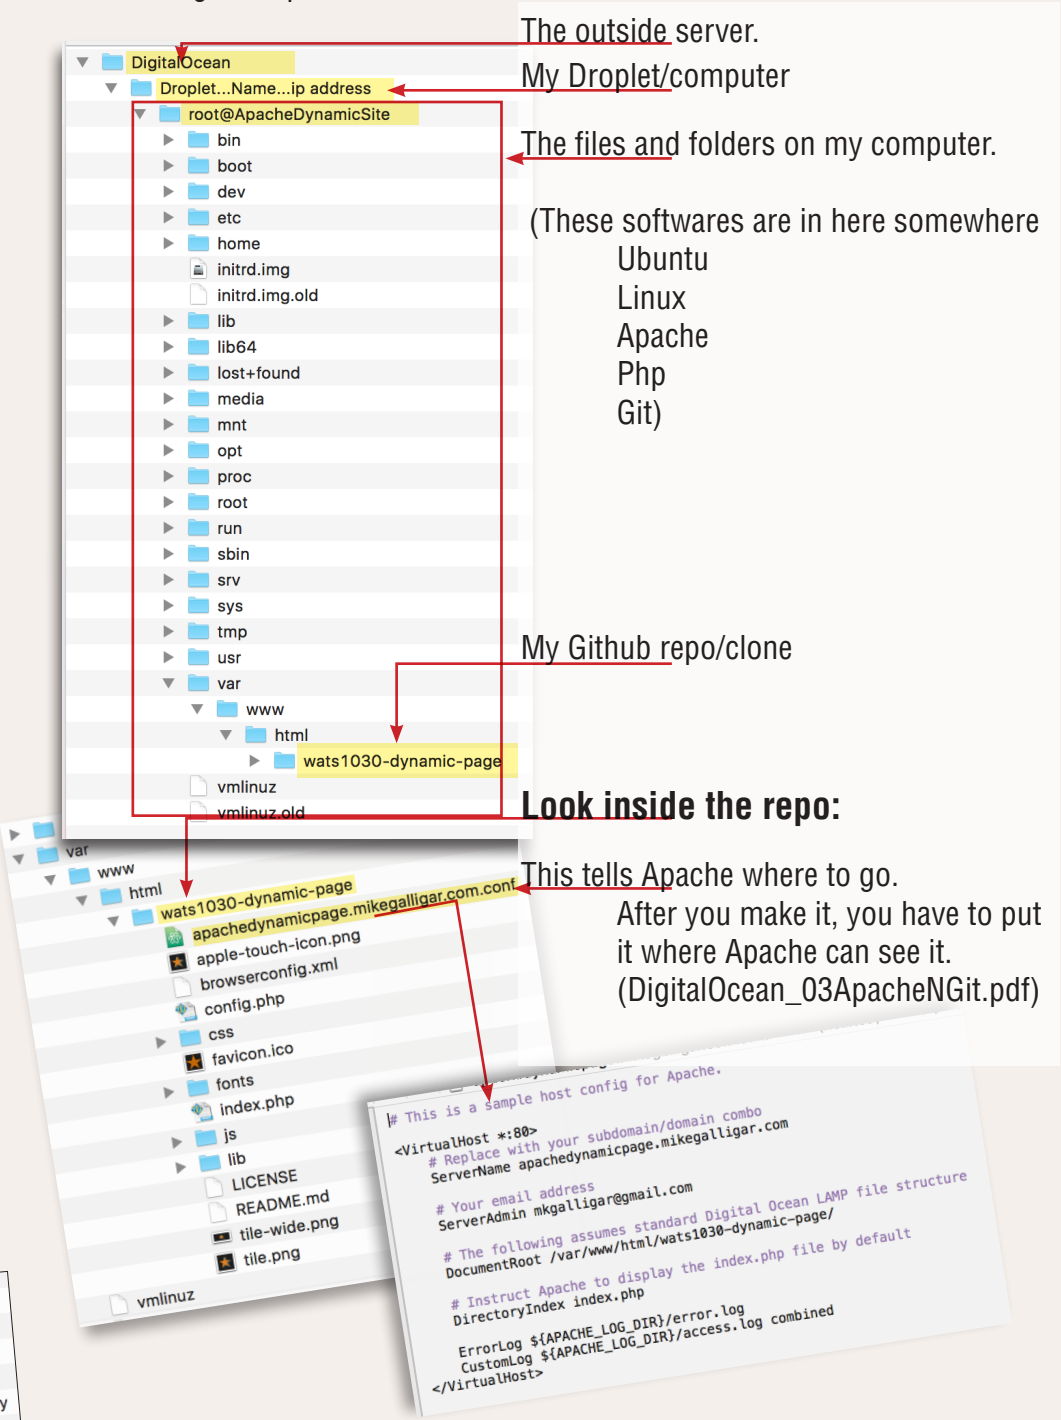 The outside server.
DigitalOcean
My Droplet/computer
Droplet...Name...ip address
root@ApacheDynamicSite
The files and folders on my computer.
bin
boot
dev
etc
home
initrd.img
initrd.img.old
lib
lib64
lost+found
media
mnt
opt
proc
root
run
sbin
srv
sys
tmp
usr
var
www
html
wats1030-dynamic-page
vmlinuz
vmlinuz.old
(These softwares are in here somewhere
Ubuntu
Linux
Apache
Php
Git)
My Github repo/clone
Look inside the repo:
This tells Apache where to go.
After you make it, you have to put
it where Apache can see it.
(DigitalOcean_03ApacheNGit.pdf)
var
www
html
wats1030-dynamic-page
apachedynamicpage.mikegalligar.com.conf
apple-touch-icon.png
browserconfig.xml
config.php
css
favicon.ico
fonts
index.php
js
lib
LICENSE
README.md
tile-wide.png
tile.png
vmlinuz
# This is a sample host config for Apache.
<VirtualHost *:80>
# Replace with your subdomain/domain combo
ServerName apachedynamicpage.mikegalligar.com
# Your email address
ServerAdmin mkgalligar@gmail.com
# The following assumes standard Digital Ocean LAMP file structure
DocumentRoot /var/www/html/wats1030-dynamic-page/
# Instruct Apache to display the index.php file by default
DirectoryIndex index.php
ErrorLog ${APACHE_LOG_DIR}/error.log
CustomLog ${APACHE_LOG_DIR}/access.log combined
</VirtualHost>